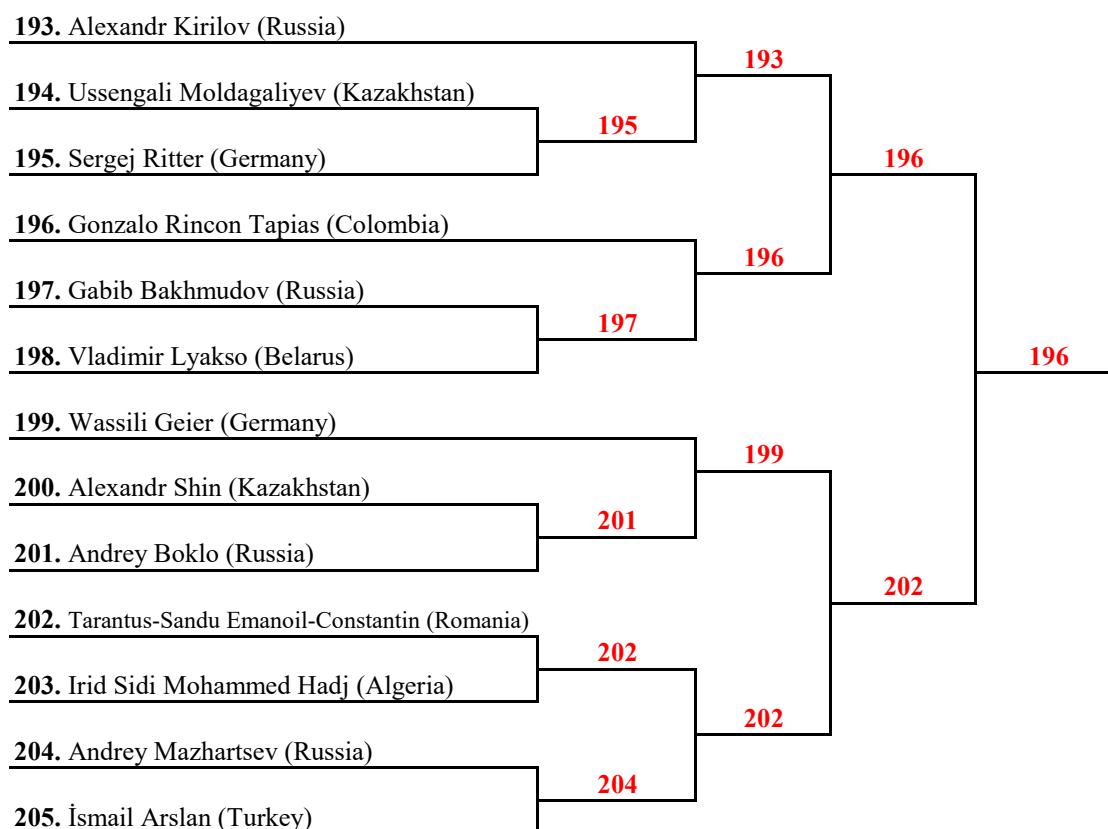 193. Alexandr Kirilov (Russia)
193
194. Ussengali Moldagaliyev (Kazakhstan)
195
195. Sergej Ritter (Germany)
196
196. Gonzalo Rincon Tapias (Colombia)
196
197. Gabib Bakhmudov (Russia)
197
198. Vladimir Lyakso (Belarus)
196
199. Wassili Geier (Germany)
199
200. Alexandr Shin (Kazakhstan)
201
201. Andrey Boklo (Russia)
202
202. Tarantus-Sandu Emanoil-Constantin (Romania)
202
203. Irid Sidi Mohammed Hadj (Algeria)
202
204. Andrey Mazhartsev (Russia)
204
205. İsmail Arslan (Turkey)